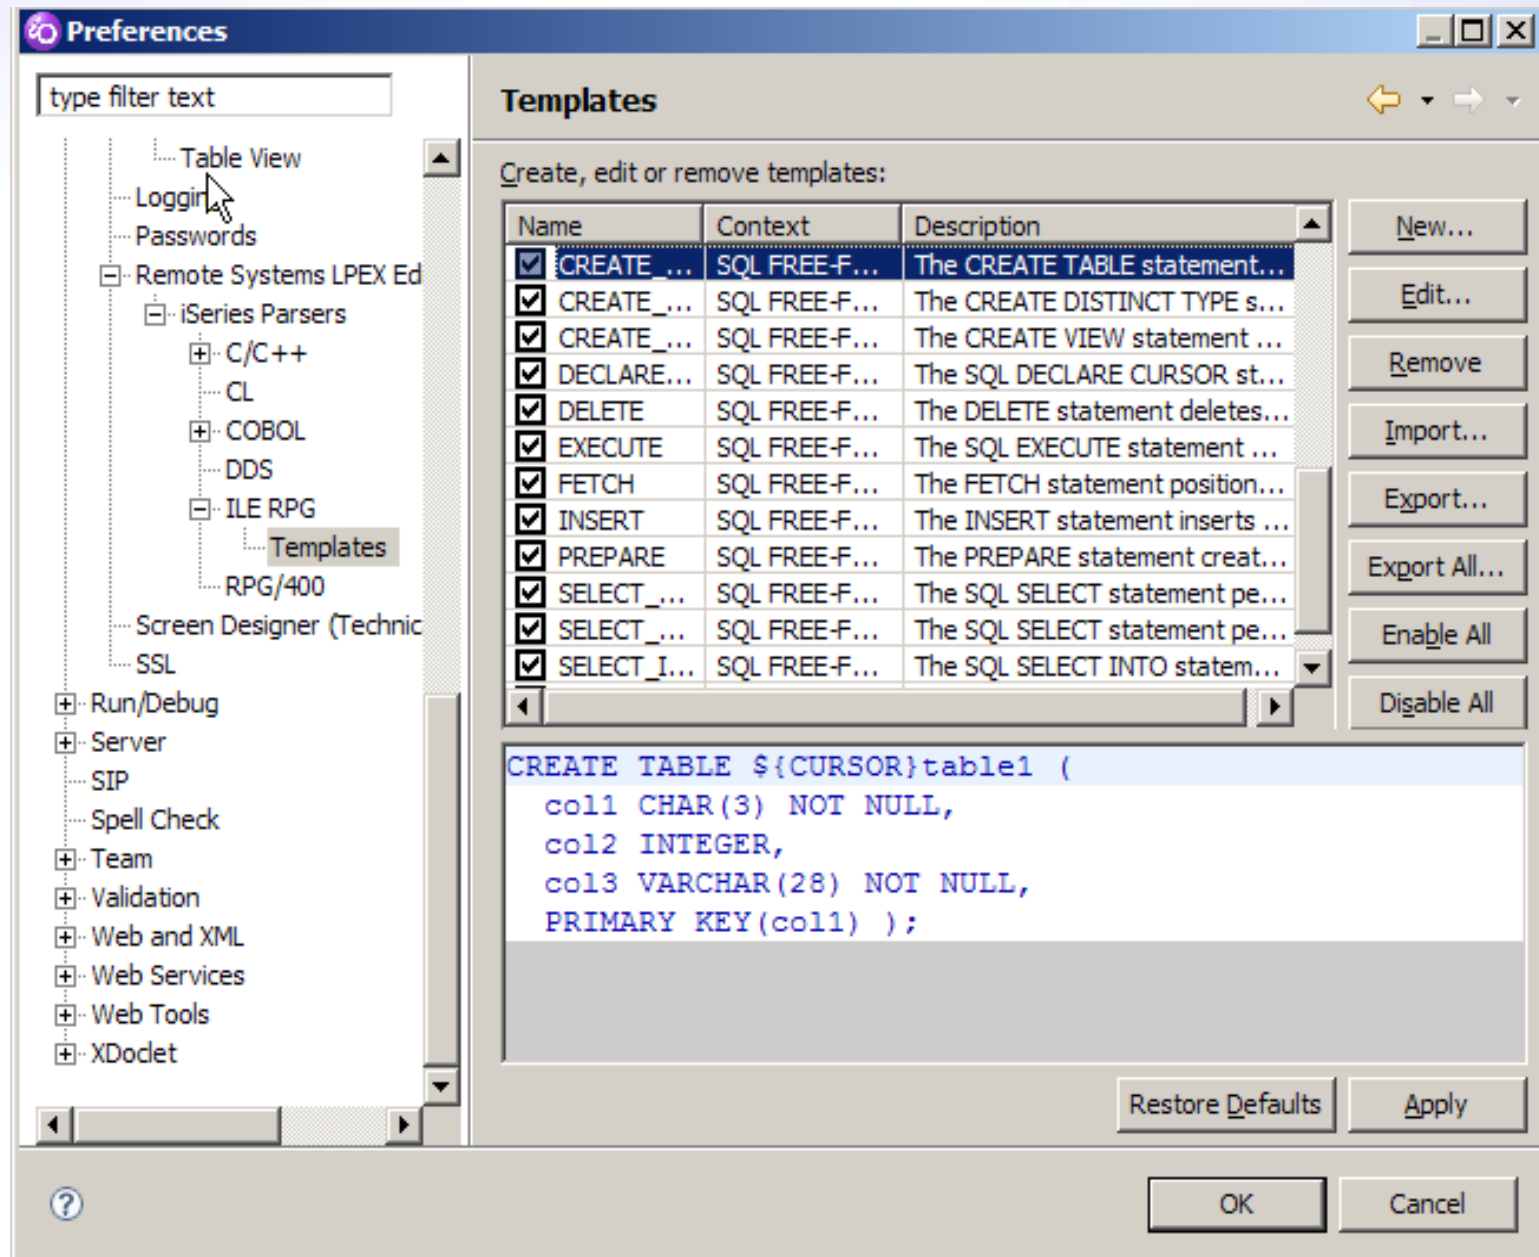 Preferences
type filter text
Table View
Loggin
Passwords
Remote Systems LPEX Ed
iSeries Parsers
C/C++
CL
COBOL
DDS
ILE RPG
Templates
RPG/400
Screen Designer (Technic
SSL
Run/Debug
Server
SIP
Spell Check
Team
Validation
Web and XML
Web Services
Web Tools
XDoclet
Templates
Create, edit or remove templates:
Name Context Description
CREATE_... SQL FREE-F... The CREATE TABLE statement...
CREATE_... SQL FREE-F... The CREATE DISTINCT TYPE s...
CREATE_... SQL FREE-F... The CREATE VIEW statement ...
DECLARE... SQL FREE-F... The SQL DECLARE CURSOR st...
DELETE SQL FREE-F... The DELETE statement deletes...
EXECUTE SQL FREE-F... The SQL EXECUTE statement ...
FETCH SQL FREE-F... The FETCH statement position...
INSERT SQL FREE-F... The INSERT statement inserts ...
PREPARE SQL FREE-F... The PREPARE statement creat...
SELECT_... SQL FREE-F... The SQL SELECT statement pe...
SELECT_... SQL FREE-F... The SQL SELECT statement pe...
SELECT_I... SQL FREE-F... The SQL SELECT INTO statem...
New...
Edit...
Remove
Import...
Export...
Export All...
Enable All
Disable All
CREATE TABLE ${CURSOR}table1 (
col1 CHAR(3) NOT NULL,
col2 INTEGER,
col3 VARCHAR(28) NOT NULL,
PRIMARY KEY(col1) );
Restore Defaults Apply
? OK Cancel